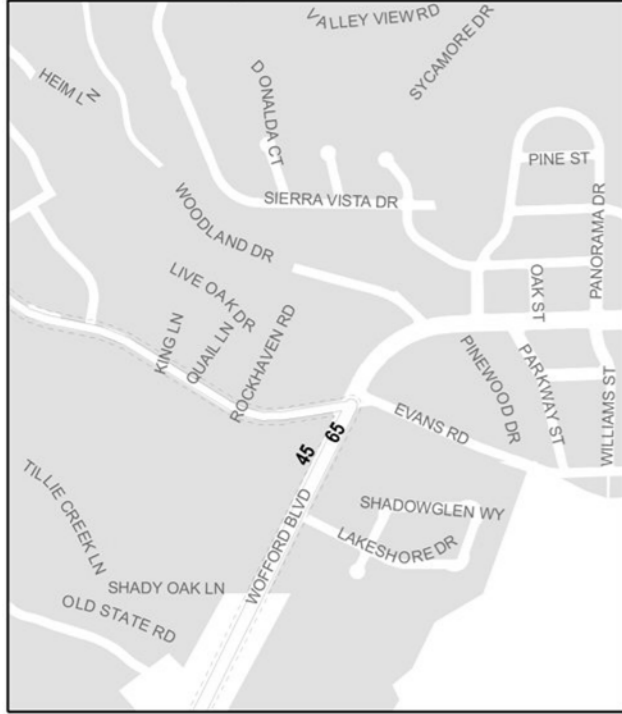 VALLEY VIEW RD
SYCAMORE DR
HEIM LN
DONALDA CT
PINE ST
SIERRA VISTA DR
PANORAMA DR
WOODLAND DR
LIVE OAK DR
OAK ST
KING LN
QUAIL LN
ROCKHAVEN RD
PINEWOOD DR
PARKWAY ST
WILLIAMS ST
EVANS RD
45
65
TILLIE CREEK LN
WOFFORD BLVD
SHADOWGLEN WY
LAKESHORE DR
SHADY OAK LN
OLD STATE RD